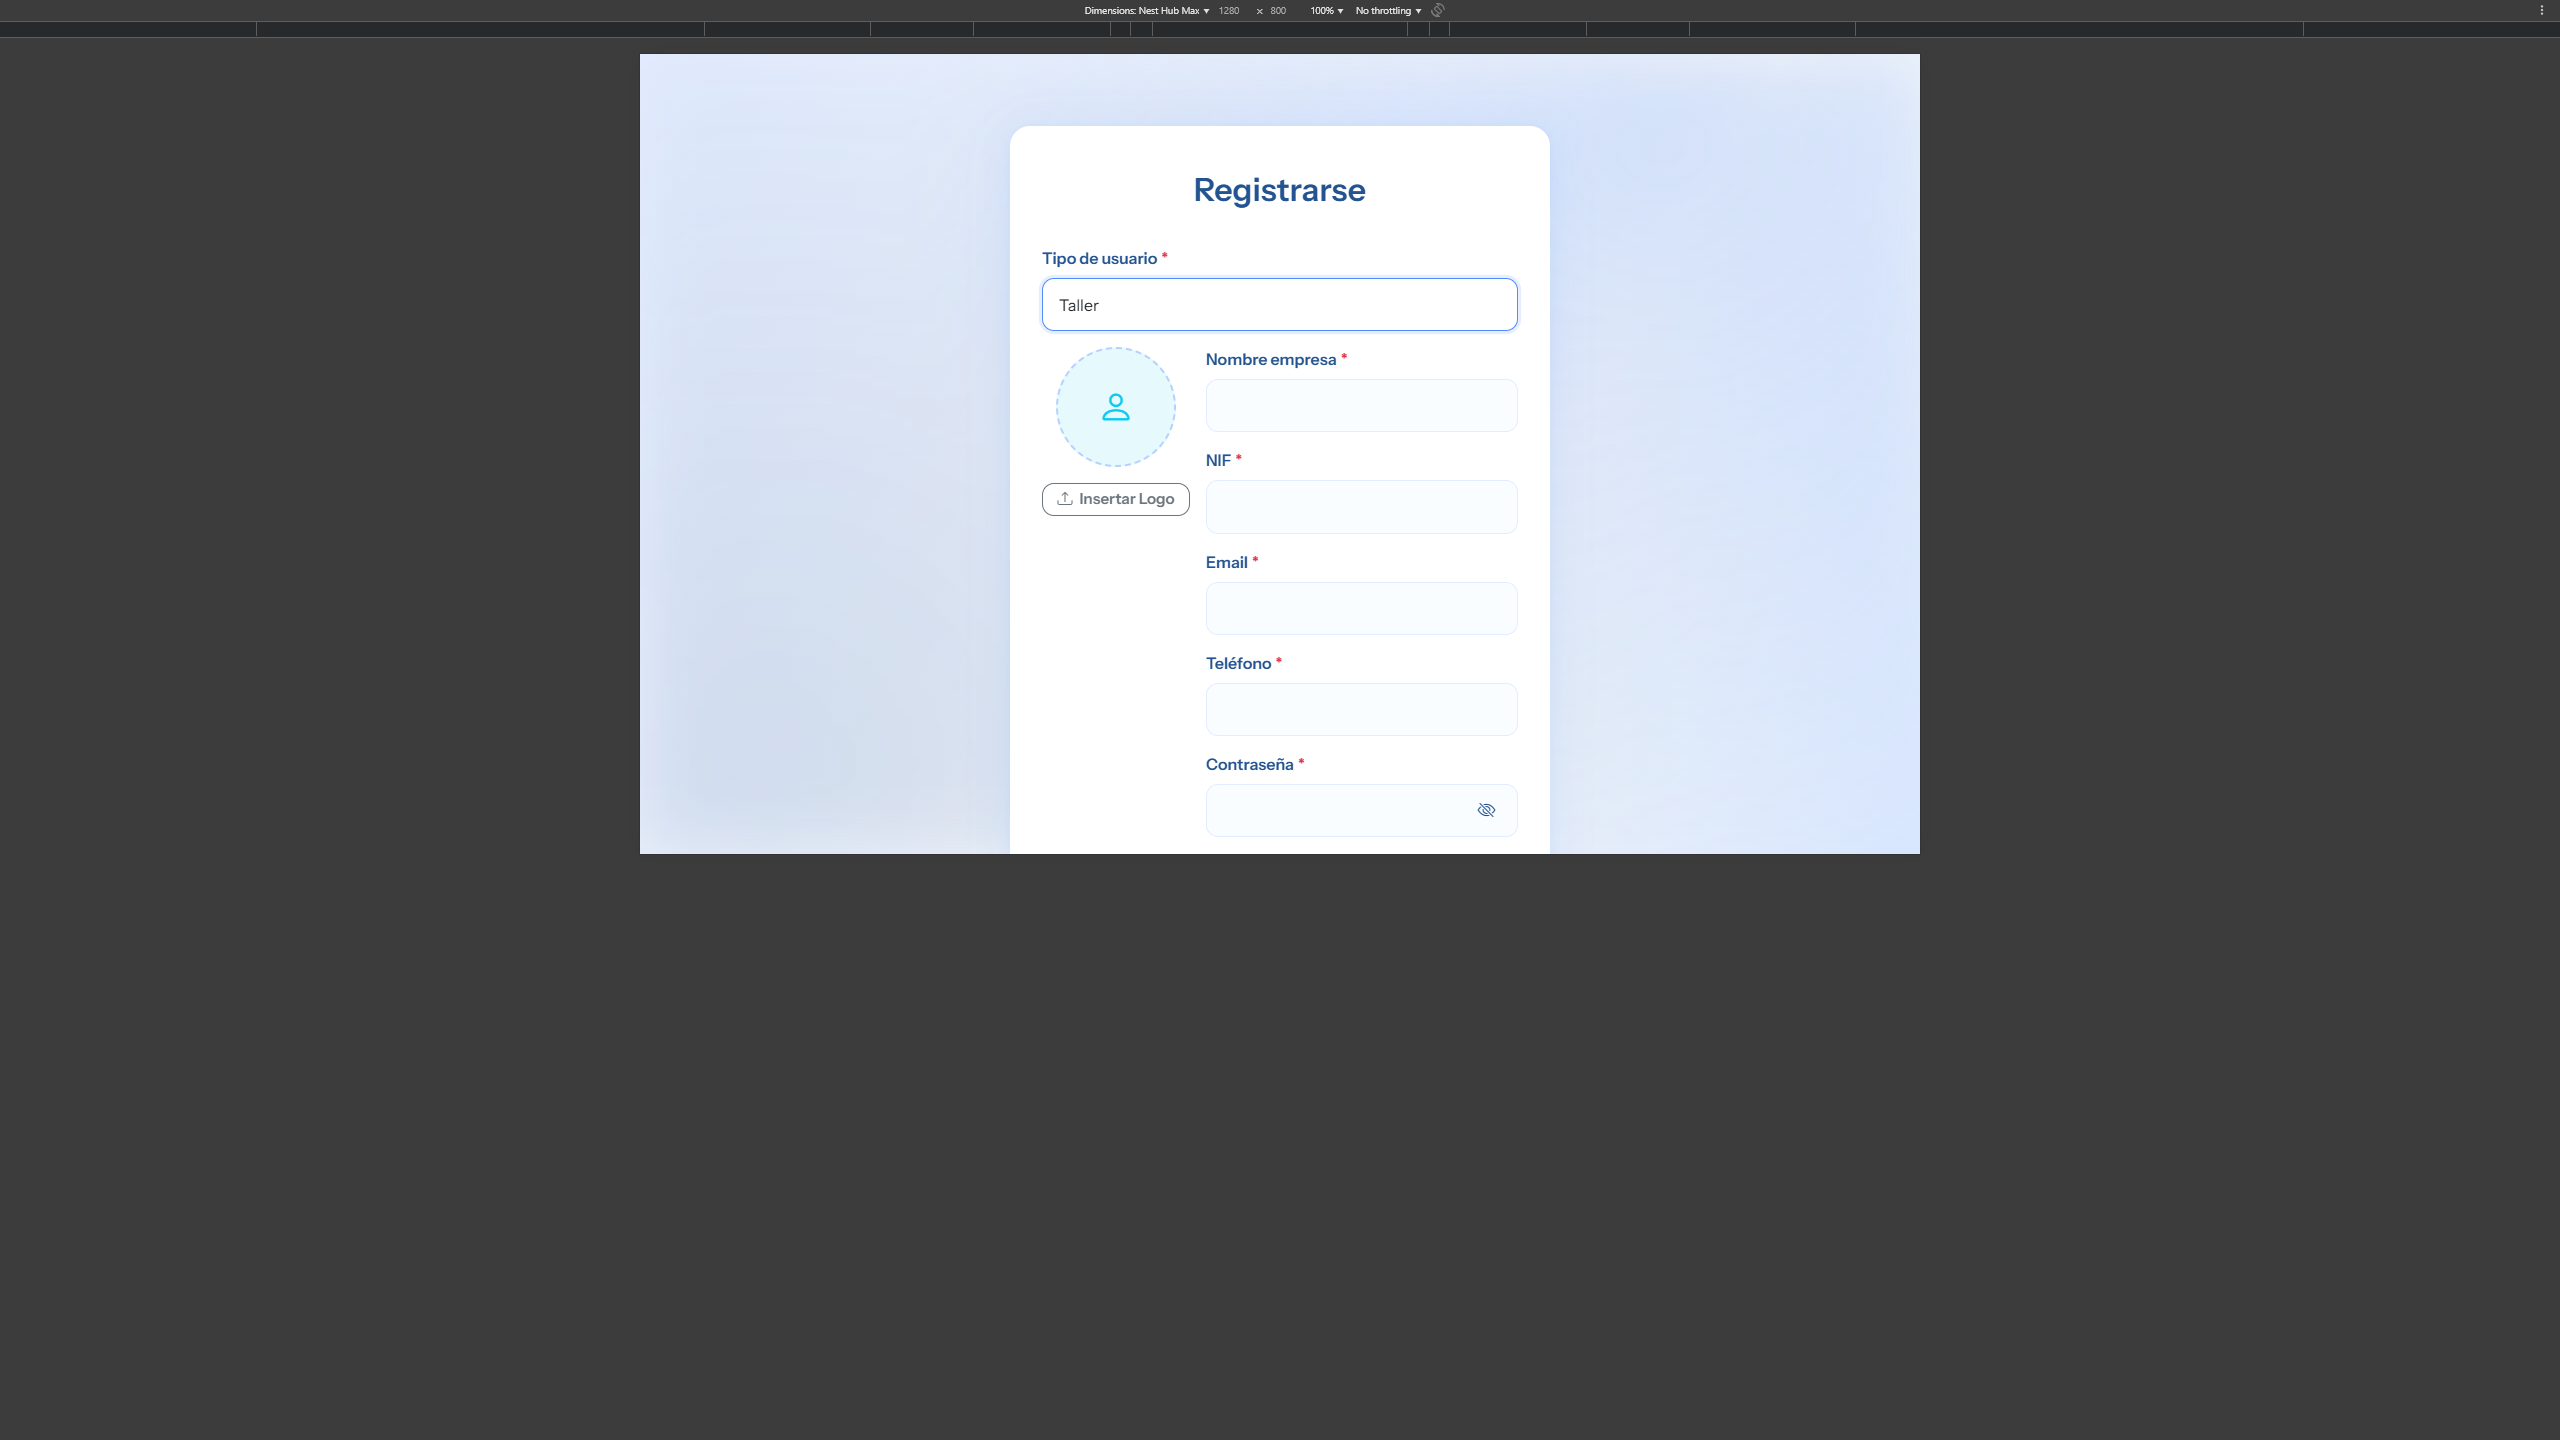 Dimensions: Nest Hub Max ▼ 1280 × 800 100% ▼ No throttling ▼
Registrarse
Tipo de usuario *
Taller
Nombre empresa *
Insertar Logo
NIF *
Email *
Teléfono *
Contraseña *